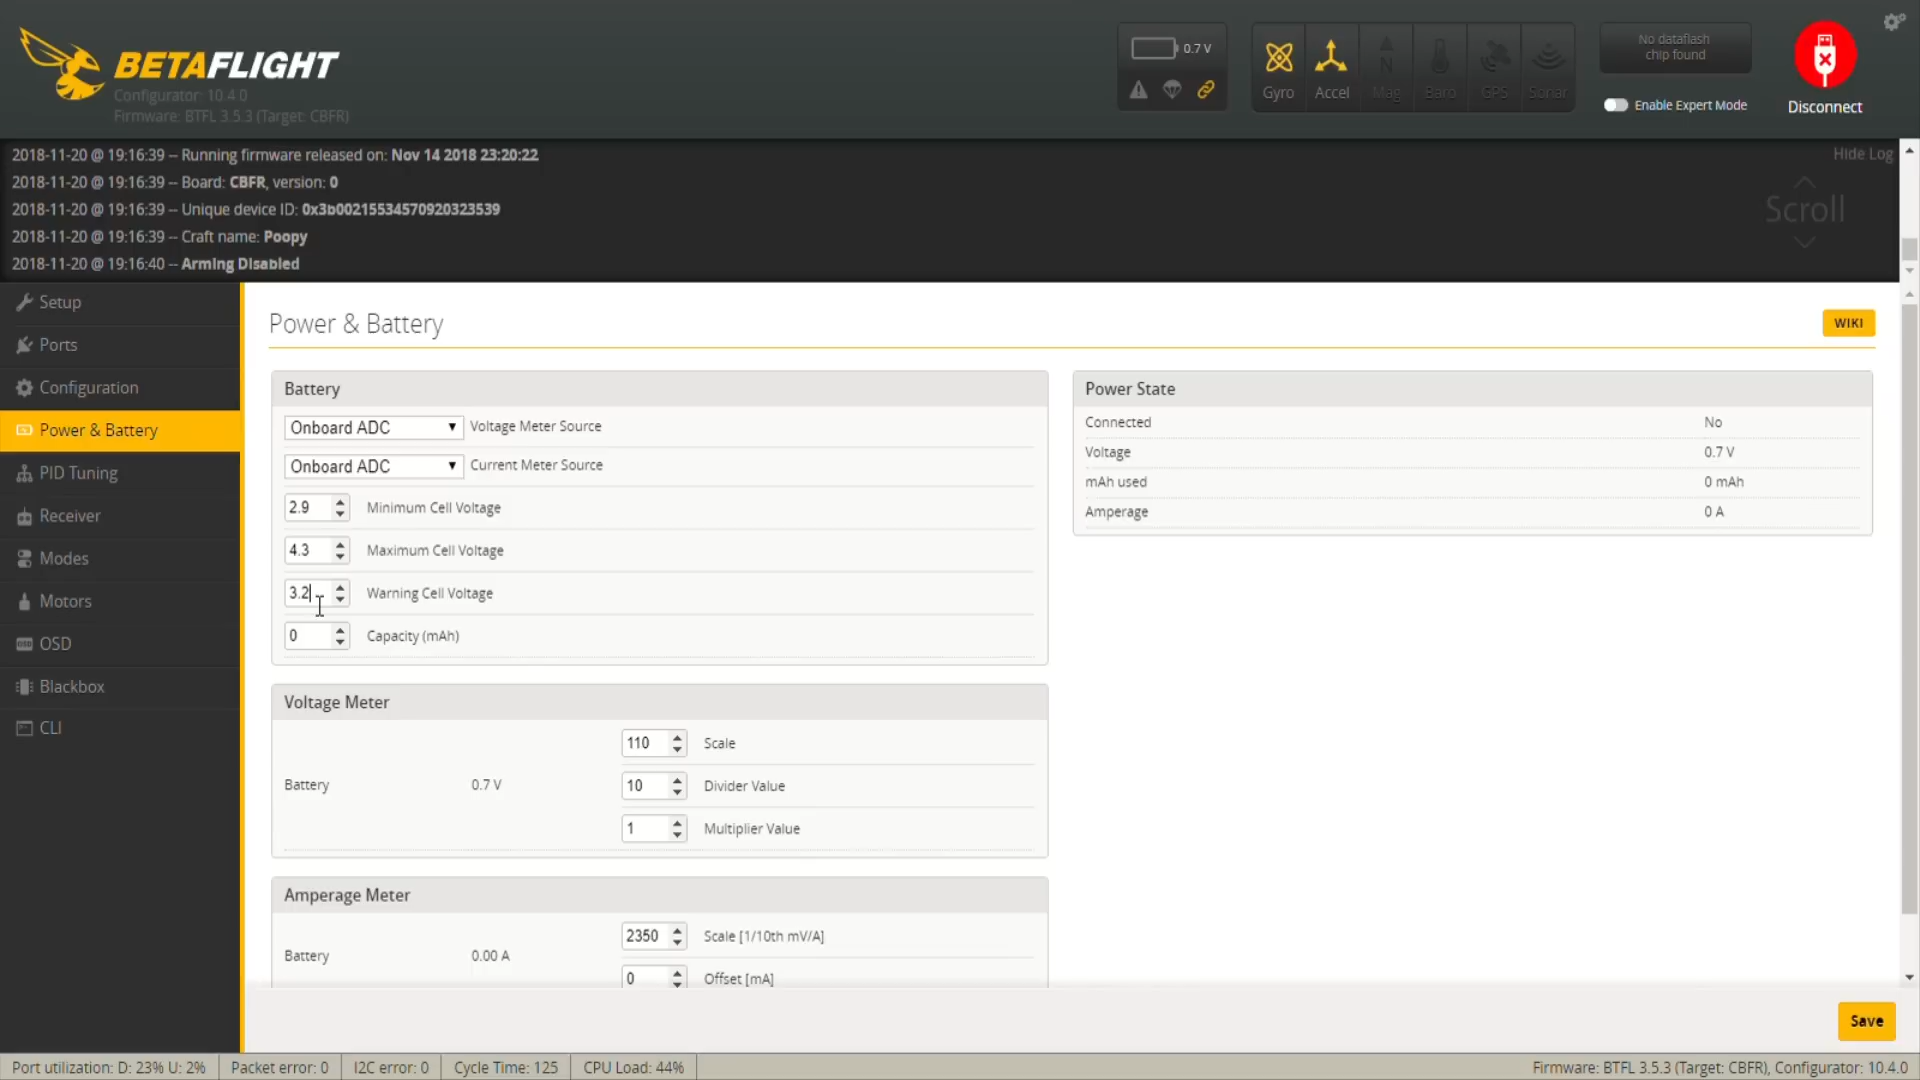 BETAFLIGHT
Configurator: 10.4.0
Firmware: BTFL 3.5.3 (Target: CBFR)
0.7 V
Gyro
Accel
Mag
Baro
GPS
Sonar
No dataflash
chip found
Enable Expert Mode
Disconnect
2018-11-20 @ 19:16:39 -- Running firmware released on: Nov 14 2018 23:20:22
2018-11-20 @ 19:16:39 -- Board: CBFR, version: 0
2018-11-20 @ 19:16:39 -- Unique device ID: 0x3b00215534570920323539
2018-11-20 @ 19:16:39 -- Craft name: Poopy
2018-11-20 @ 19:16:40 -- Arming Disabled
Hide Log
Scroll
Setup
Ports
Configuration
Power & Battery
PID Tuning
Receiver
Modes
Motors
OSD
Blackbox
CLI
Power & Battery
WIKI
Battery
Onboard ADC Voltage Meter Source
Onboard ADC Current Meter Source
2.9 Minimum Cell Voltage
4.3 Maximum Cell Voltage
3.2 Warning Cell Voltage
0 Capacity (mAh)
Power State
Connected No
Voltage 0.7 V
mAh used 0 mAh
Amperage 0 A
Voltage Meter
110 Scale
Battery 0.7 V
10 Divider Value
1 Multiplier Value
Amperage Meter
2350 Scale [1/10th mV/A]
Battery 0.00 A
0 Offset [mA]
Save
Port utilization: D: 23% U: 2% Packet error: 0 I2C error: 0 Cycle Time: 125 CPU Load: 44% Firmware: BTFL 3.5.3 (Target: CBFR), Configurator: 10.4.0